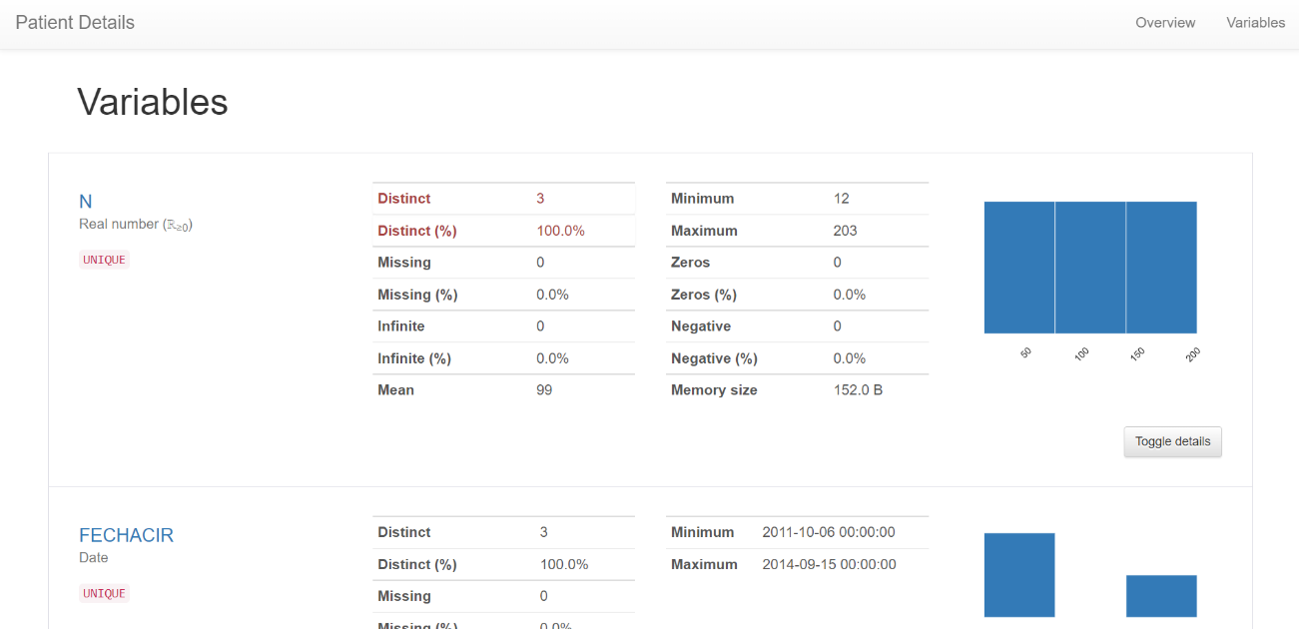 Patient Details Overview Variables
Variables
N
Real number (ℝ≥0)
UNIQUE
Distinct 3
Distinct (%) 100.0%
Missing 0
Missing (%) 0.0%
Infinite 0
Infinite (%) 0.0%
Mean 99
Minimum 12
Maximum 203
Zeros 0
Zeros (%) 0.0%
Negative 0
Negative (%) 0.0%
Memory size 152.0 B
50 100 150 200
Toggle details
FECHACIR
Date
UNIQUE
Distinct 3
Distinct (%) 100.0%
Missing 0
Missing (%) 0.0%
Minimum 2011-10-06 00:00:00
Maximum 2014-09-15 00:00:00